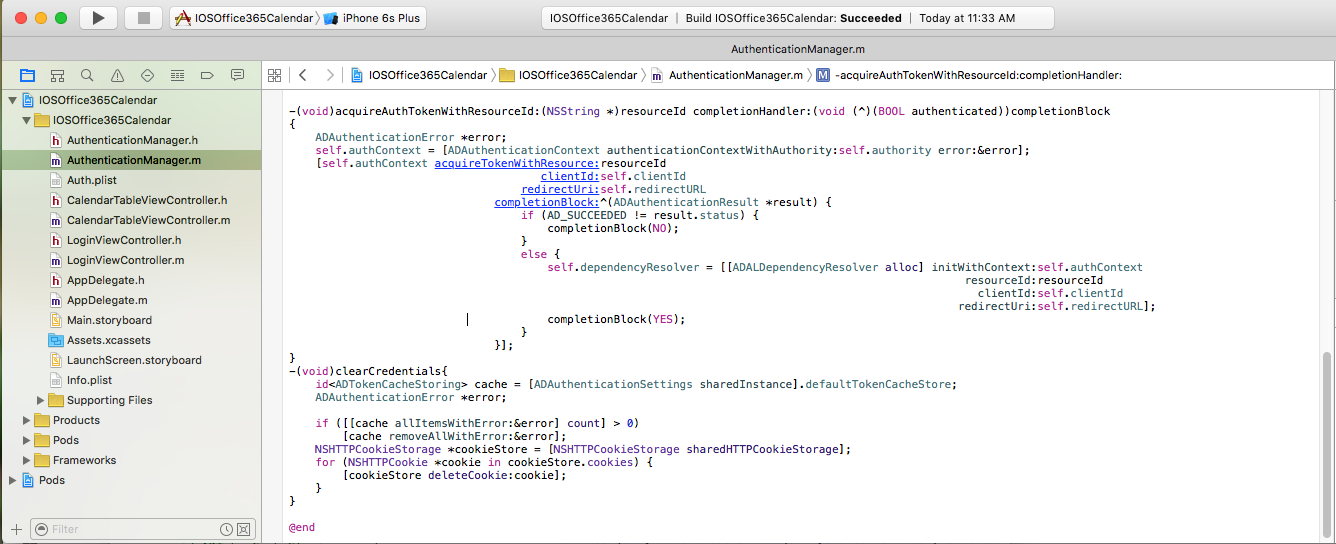 IOSOffice365Calendar iPhone 6s Plus
IOSOffice365Calendar | Build IOSOffice365Calendar: Succeeded | Today at 11:33 AM
AuthenticationManager.m
IOSOffice365Calendar IOSOffice365Calendar AuthenticationManager.m -acquireAuthTokenWithResourceId:completionHandler:
IOSOffice365Calendar
IOSOffice365Calendar
AuthenticationManager.h
AuthenticationManager.m
Auth.plist
CalendarTableViewController.h
CalendarTableViewController.m
LoginViewController.h
LoginViewController.m
AppDelegate.h
AppDelegate.m
Main.storyboard
Assets.xcassets
LaunchScreen.storyboard
Info.plist
Supporting Files
Products
Pods
Frameworks
Pods
Filter
-(void)acquireAuthTokenWithResourceId:(NSString *)resourceId completionHandler:(void (^)(BOOL authenticated))completionBlock
{
ADAuthenticationError *error;
self.authContext = [ADAuthenticationContext authenticationContextWithAuthority:self.authority error:&error];
[self.authContext acquireTokenWithResource:resourceId
clientId:self.clientId
redirectUri:self.redirectURL
completionBlock:^(ADAuthenticationResult *result) {
if (AD_SUCCEEDED != result.status) {
completionBlock(NO);
}
else {
self.dependencyResolver = [[ADALDependencyResolver alloc] initWithContext:self.authContext
resourceId:resourceId
clientId:self.clientId
redirectUri:self.redirectURL];
completionBlock(YES);
}
}];
}
-(void)clearCredentials{
id<ADTokenCacheStoring> cache = [ADAuthenticationSettings sharedInstance].defaultTokenCacheStore;
ADAuthenticationError *error;
if ([[cache allItemsWithError:&error] count] > 0)
[cache removeAllWithError:&error];
NSHTTPCookieStorage *cookieStore = [NSHTTPCookieStorage sharedHTTPCookieStorage];
for (NSHTTPCookie *cookie in cookieStore.cookies) {
[cookieStore deleteCookie:cookie];
}
}
@end